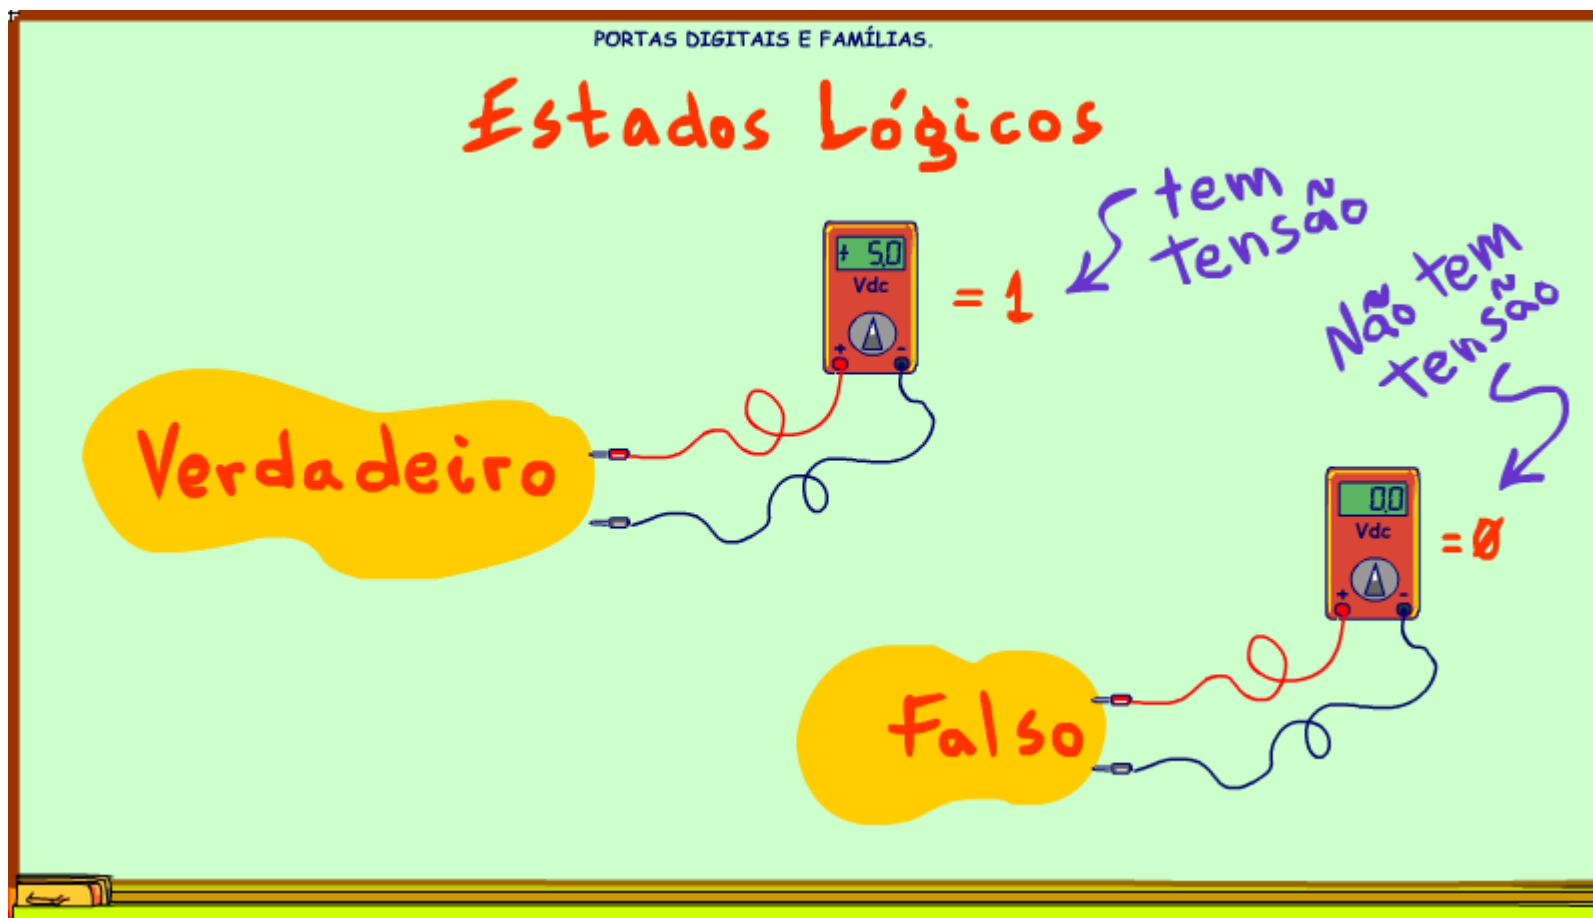 PORTAS DIGITAIS E FAMÍLIAS.
Estados Lógicos
tem
tensão
+ 5,0
Vdc
= 1
+ -
Não tem
tensão
Verdadeiro
0,0
Vdc
= 0
+ -
Falso